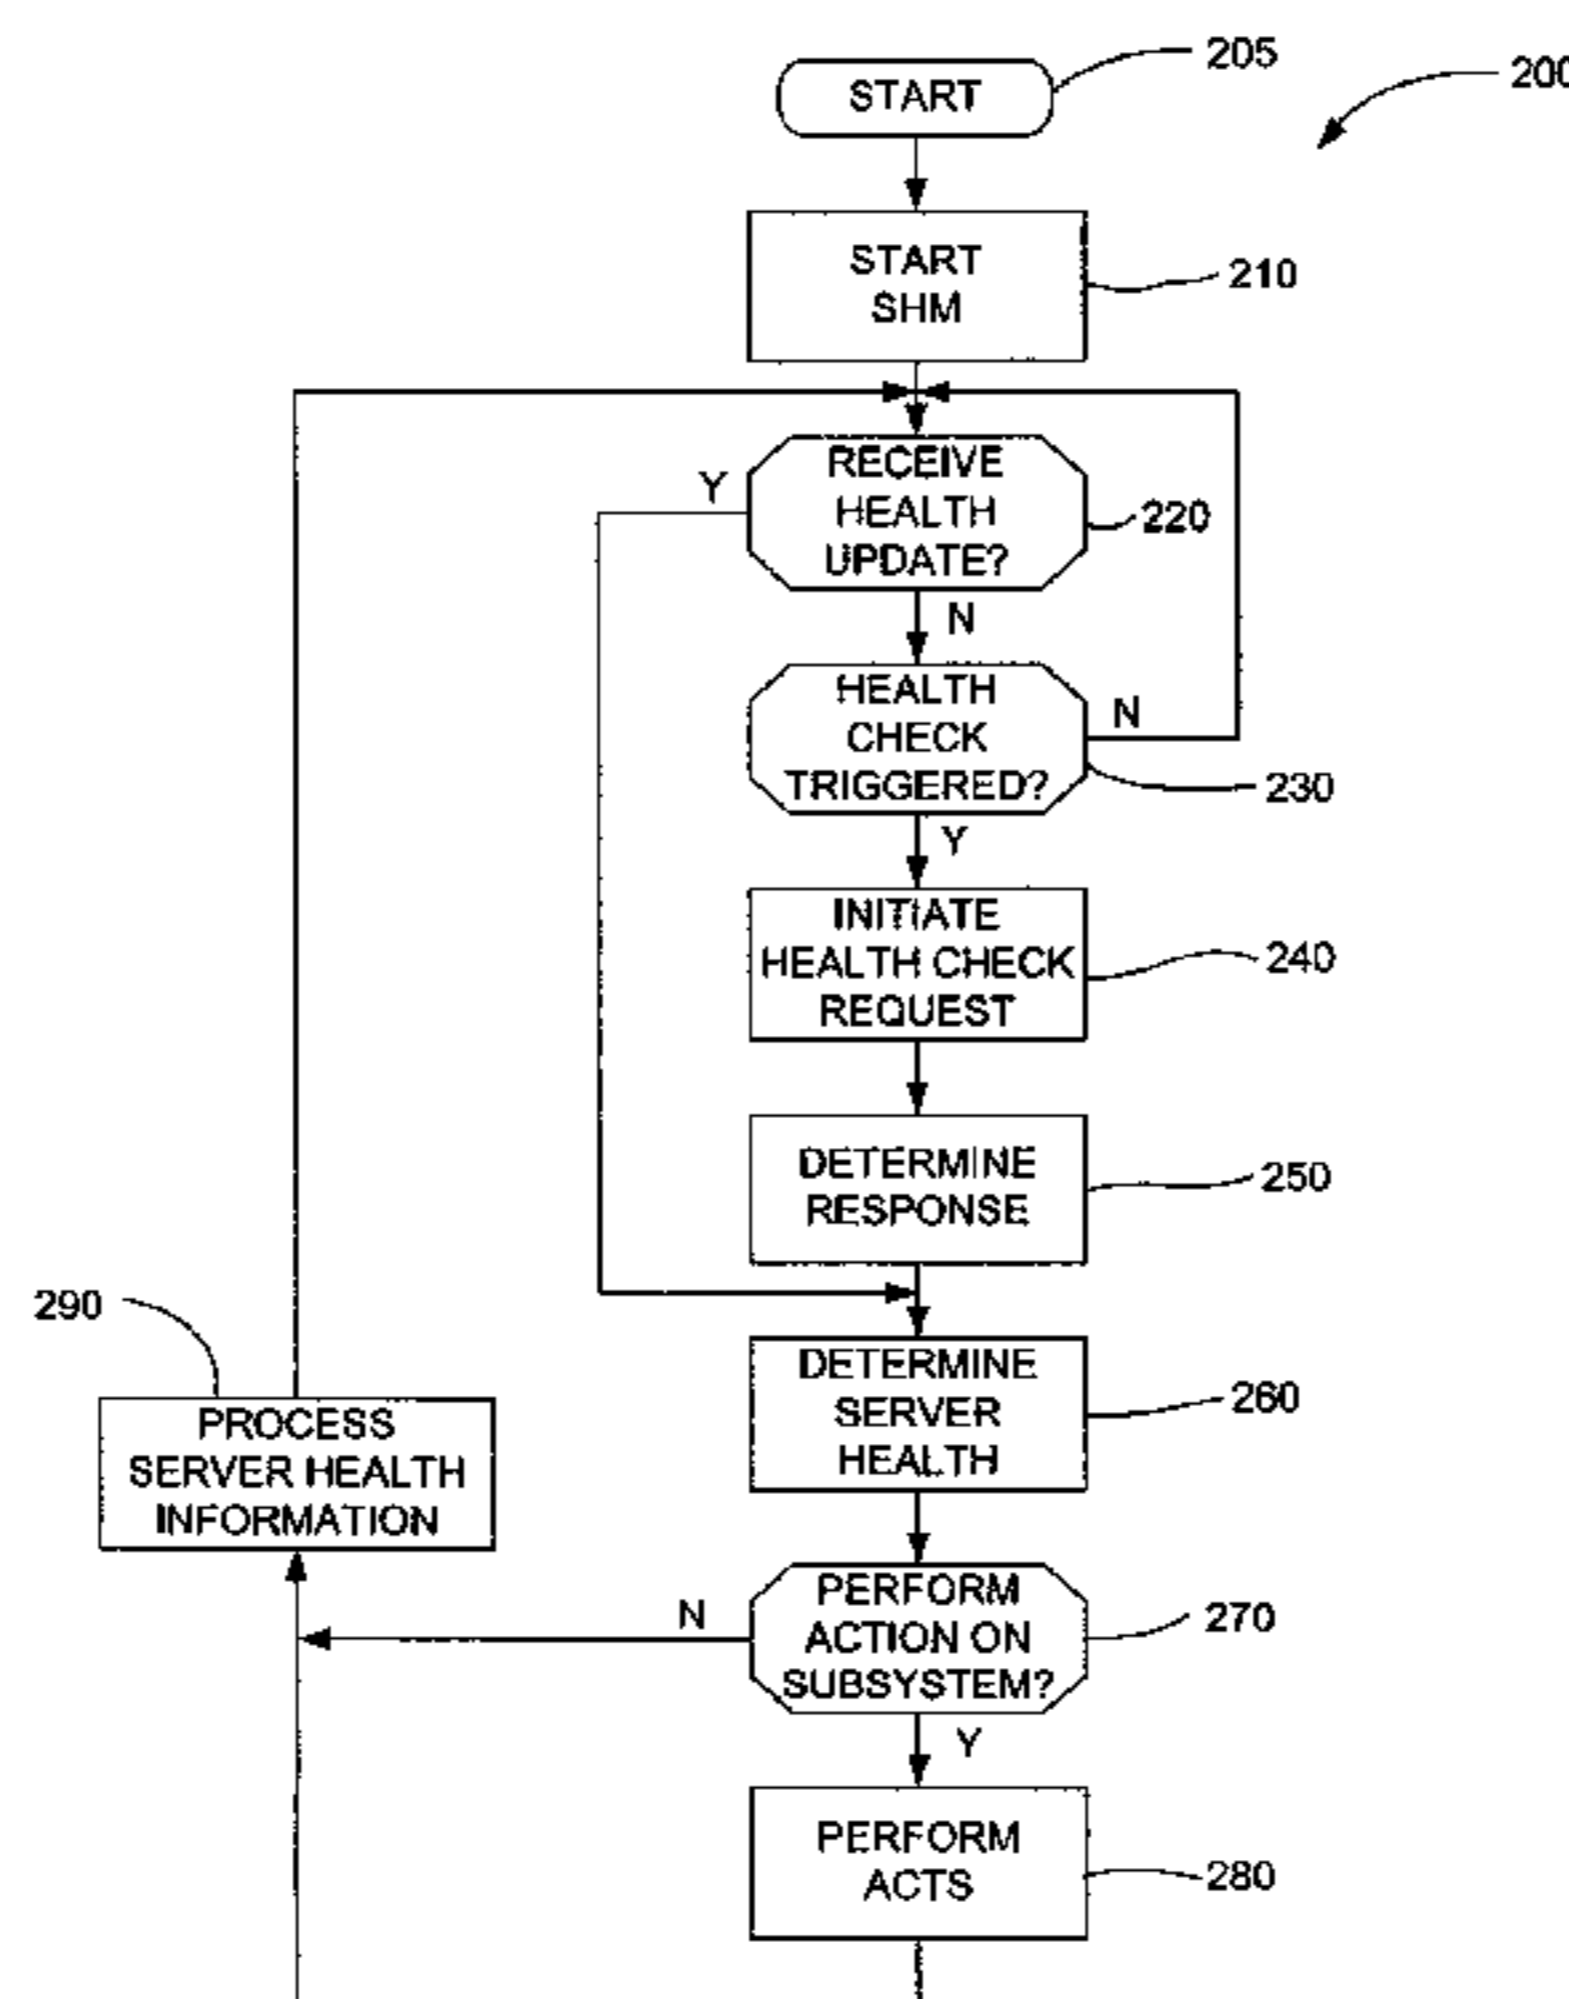 START
205
200
START
SHM
210
RECEIVE
HEALTH
UPDATE?
Y
220
N
HEALTH
CHECK
TRIGGERED?
N
230
Y
INITIATE
HEALTH CHECK
REQUEST
240
DETERMINE
RESPONSE
250
290
PROCESS
SERVER HEALTH
INFORMATION
DETERMINE
SERVER
HEALTH
260
PERFORM
ACTION ON
SUBSYSTEM?
N
270
Y
PERFORM
ACTS
280